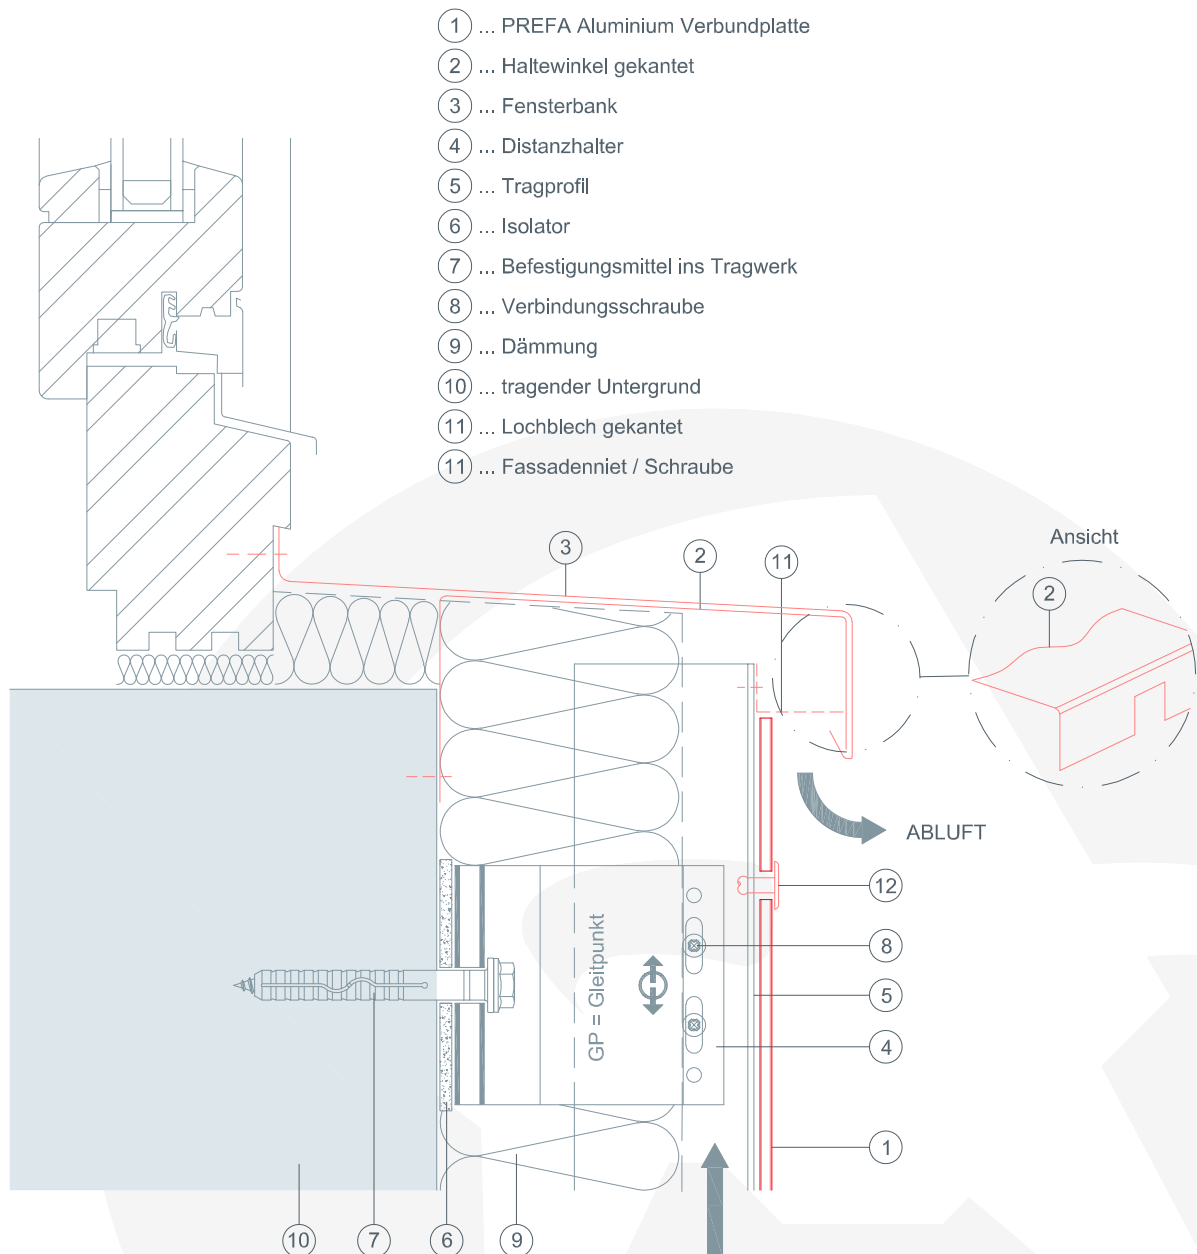 1 ... PREFA Aluminium Verbundplatte
2 ... Haltewinkel gekantet
3 ... Fensterbank
4 ... Distanzhalter
5 ... Tragprofil
6 ... Isolator
7 ... Befestigungsmittel ins Tragwerk
8 ... Verbindungsschraube
9 ... Dämmung
10 ... tragender Untergrund
11 ... Lochblech gekantet
11 ... Fassadenniet / Schraube
Ansicht
3
2
11
2
ABLUFT
12
8
GP = Gleitpunkt
5
4
1
10
7
6
9